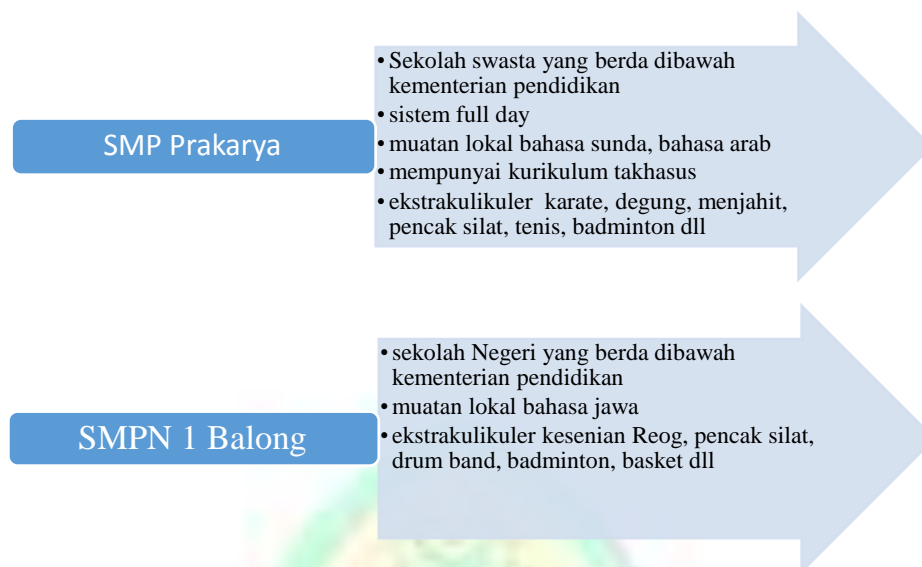 SMP Prakarya
• Sekolah swasta yang berda dibawah
kementerian pendidikan
• sistem full day
• muatan lokal bahasa sunda, bahasa arab
• mempunyai kurikulum takhasus
• ekstrakulikuler karate, degung, menjahit,
pencak silat, tenis, badminton dll
SMPN 1 Balong
• sekolah Negeri yang berda dibawah
kementerian pendidikan
• muatan lokal bahasa jawa
• ekstrakulikuler kesenian Reog, pencak silat,
drum band, badminton, basket dll